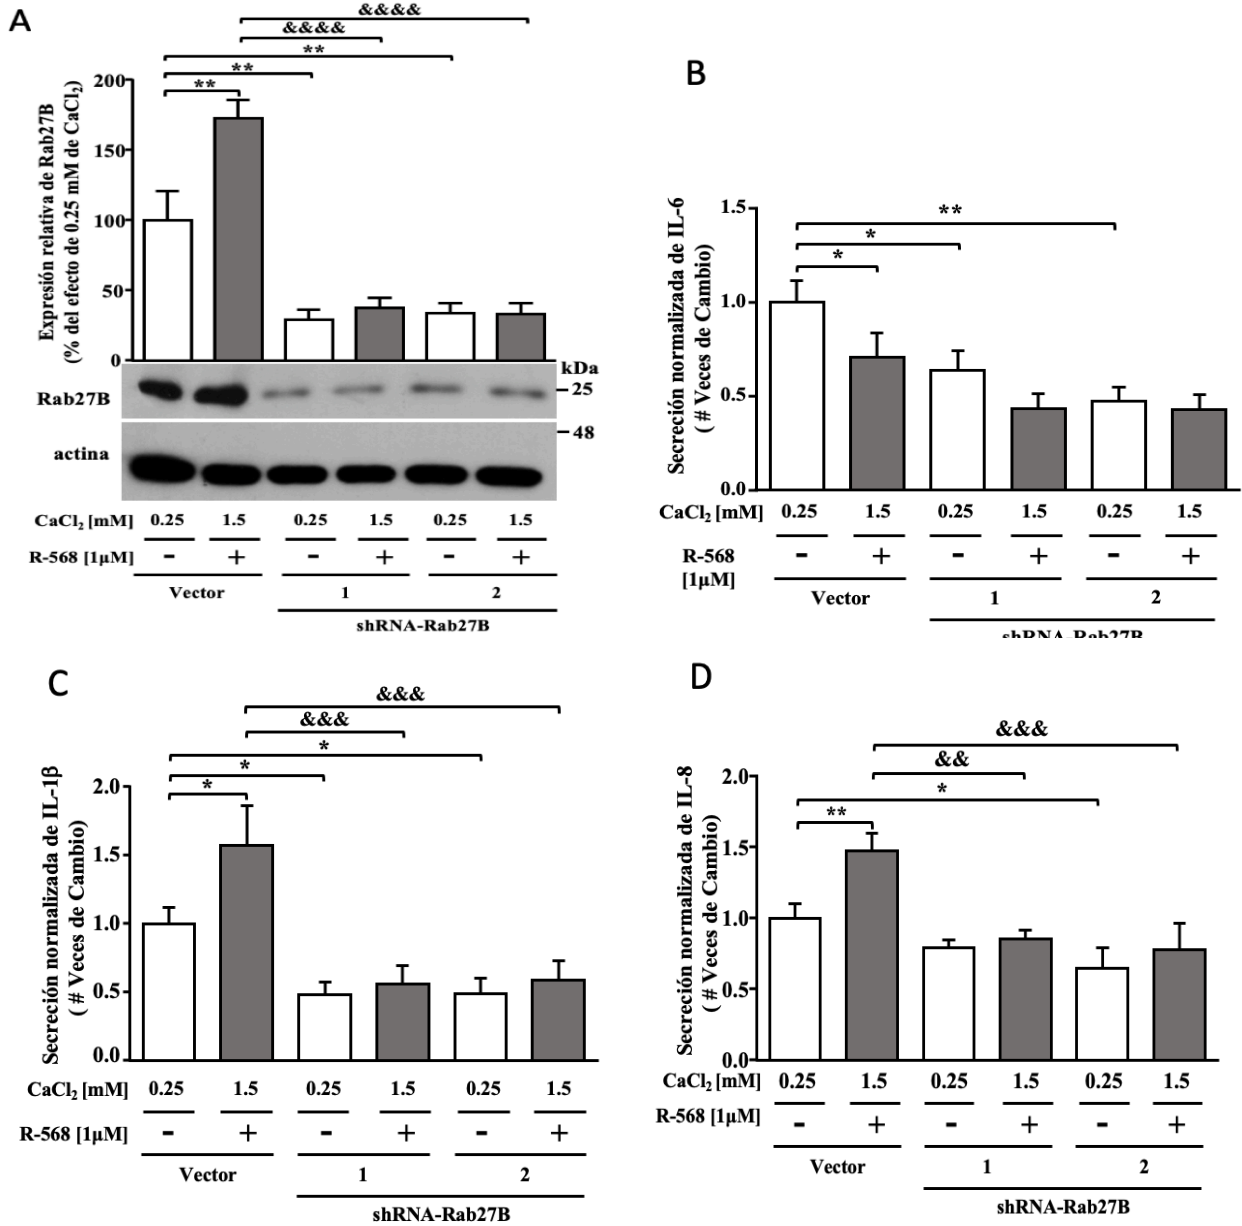 A
&&&&
&&&&
**
**
**
Expresión relativa de Rab27B
(% del efecto de 0.25 mM de CaCl₂)
200
150
100
50
0
kDa
Rab27B
25
48
actina
CaCl₂ [mM] 0.25 1.5 0.25 1.5 0.25 1.5
R-568 [1µM] - + - + - +
Vector 1 2
shRNA-Rab27B
B
Secreción normalizada de IL-6
( # Veces de Cambio)
**
*
*
1.5
1.0
0.5
0.0
CaCl₂ [mM] 0.25 1.5 0.25 1.5 0.25 1.5
R-568 - + - + - +
[1µM]
Vector 1 2
shRNA-Rab27B
C
&&&
&&&
*
*
*
Secreción normalizada de IL-1β
( # Veces de Cambio)
2.0
1.5
1.0
0.5
0.0
CaCl₂ [mM] 0.25 1.5 0.25 1.5 0.25 1.5
R-568 [1µM] - + - + - +
Vector 1 2
shRNA-Rab27B
D
&&&
&&
*
**
Secreción normalizada de IL-8
( # Veces de Cambio)
2.0
1.5
1.0
0.5
0.0
CaCl₂ [mM] 0.25 1.5 0.25 1.5 0.25 1.5
R-568 [1µM] - + - + - +
Vector 1 2
shRNA-Rab27B